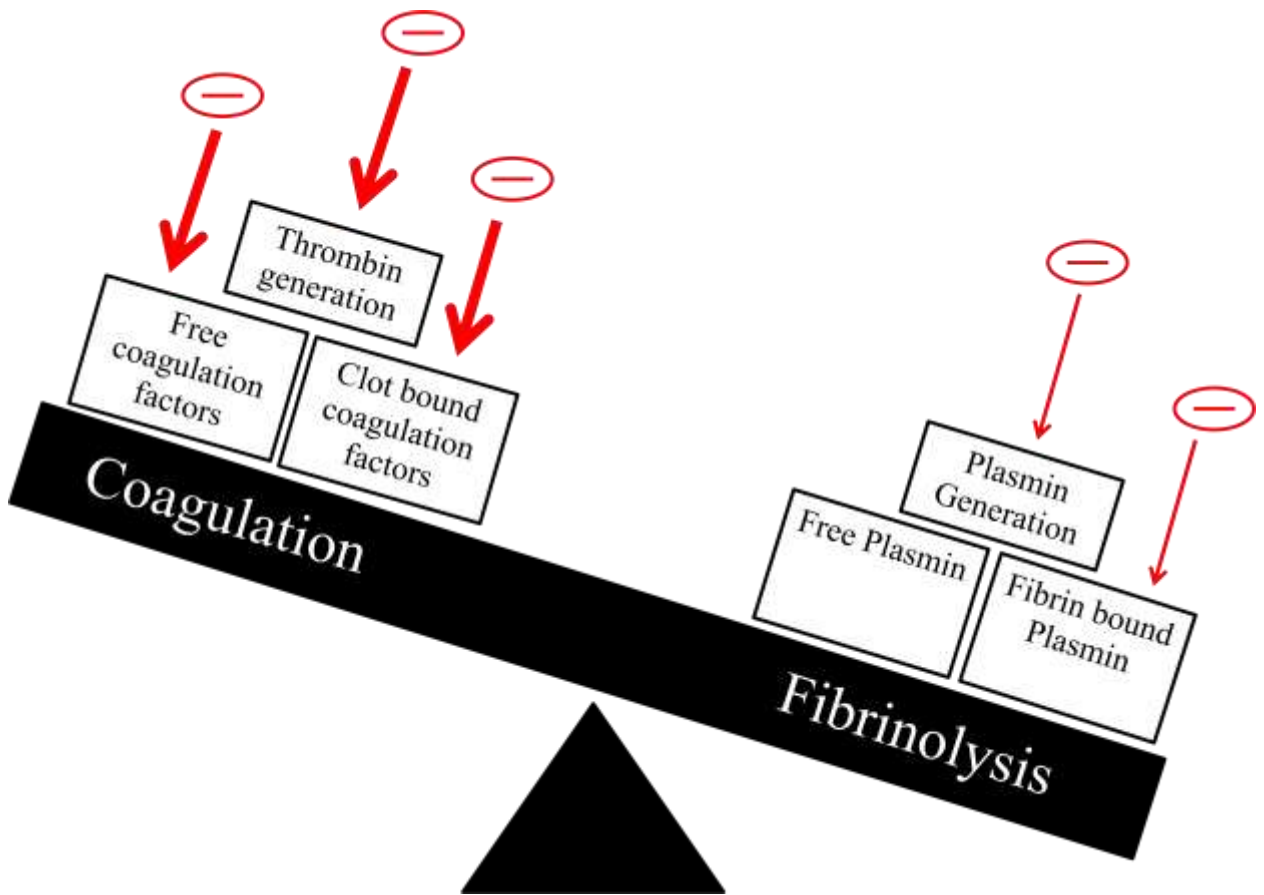 Thrombin
generation
Free
coagulation
factors
Clot bound
coagulation
factors
Coagulation
Plasmin
Generation
Free Plasmin
Fibrin bound
Plasmin
Fibrinolysis